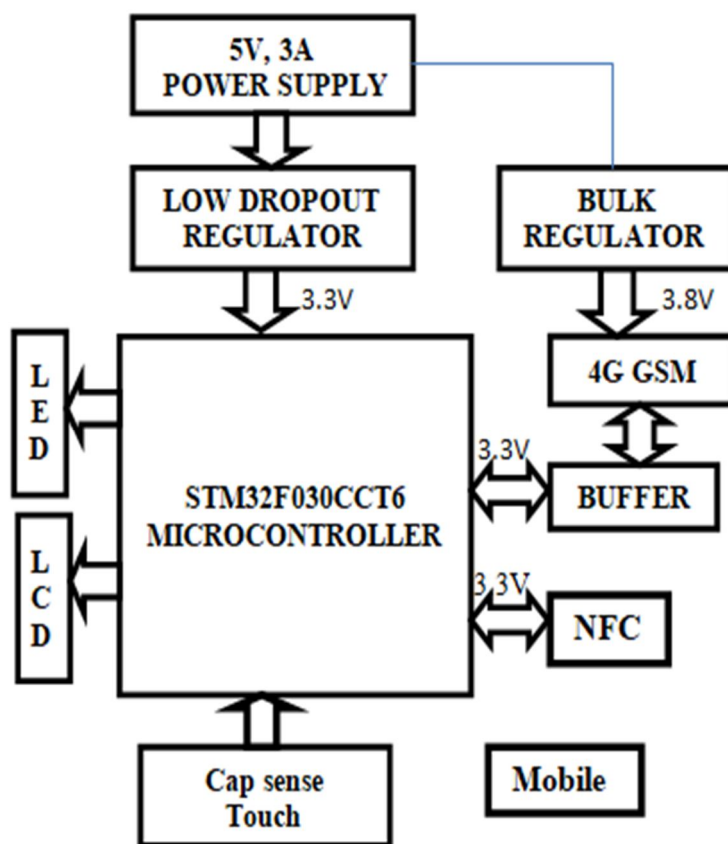 5V, 3A
POWER SUPPLY
LOW DROPOUT
REGULATOR
BULK
REGULATOR
3.3V
3.8V
L
E
D
4G GSM
3.3V
BUFFER
STM32F030CCT6
MICROCONTROLLER
L
C
D
3.3V
NFC
Cap sense
Touch
Mobile